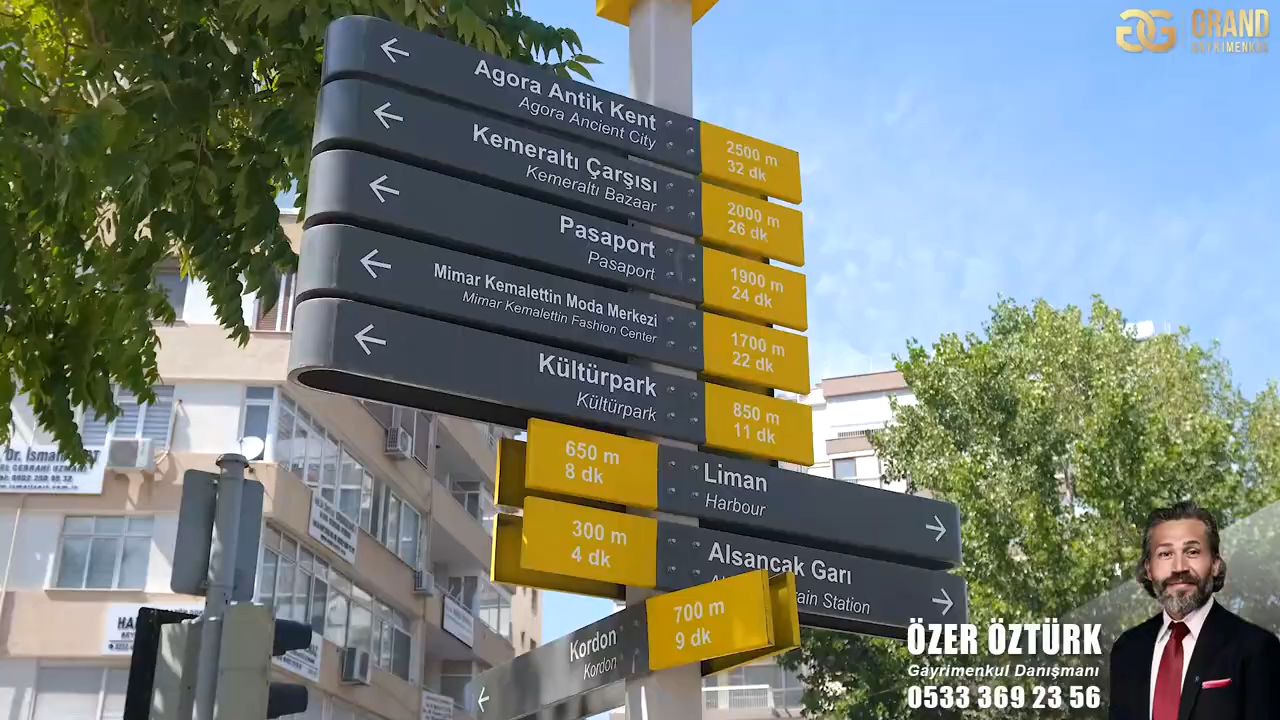 GRAND
GAYRİMENKUL
Agora Antik Kent
Agora Ancient City
2500 m
32 dk
Kemeraltı Çarşısı
Kemeraltı Bazaar
2000 m
26 dk
Pasaport
Pasaport
1900 m
24 dk
Mimar Kemalettin Moda Merkezi
Mimar Kemalettin Fashion Center
1700 m
22 dk
Kültürpark
Kültürpark
850 m
11 dk
650 m
8 dk
Liman
Harbour
300 m
4 dk
Alsancak Garı
Station
700 m
9 dk
Kordon
Kordon
Dr. İsmail
ÖZER ÖZTÜRK
Gayrimenkul Danışmanı
0533 369 23 56